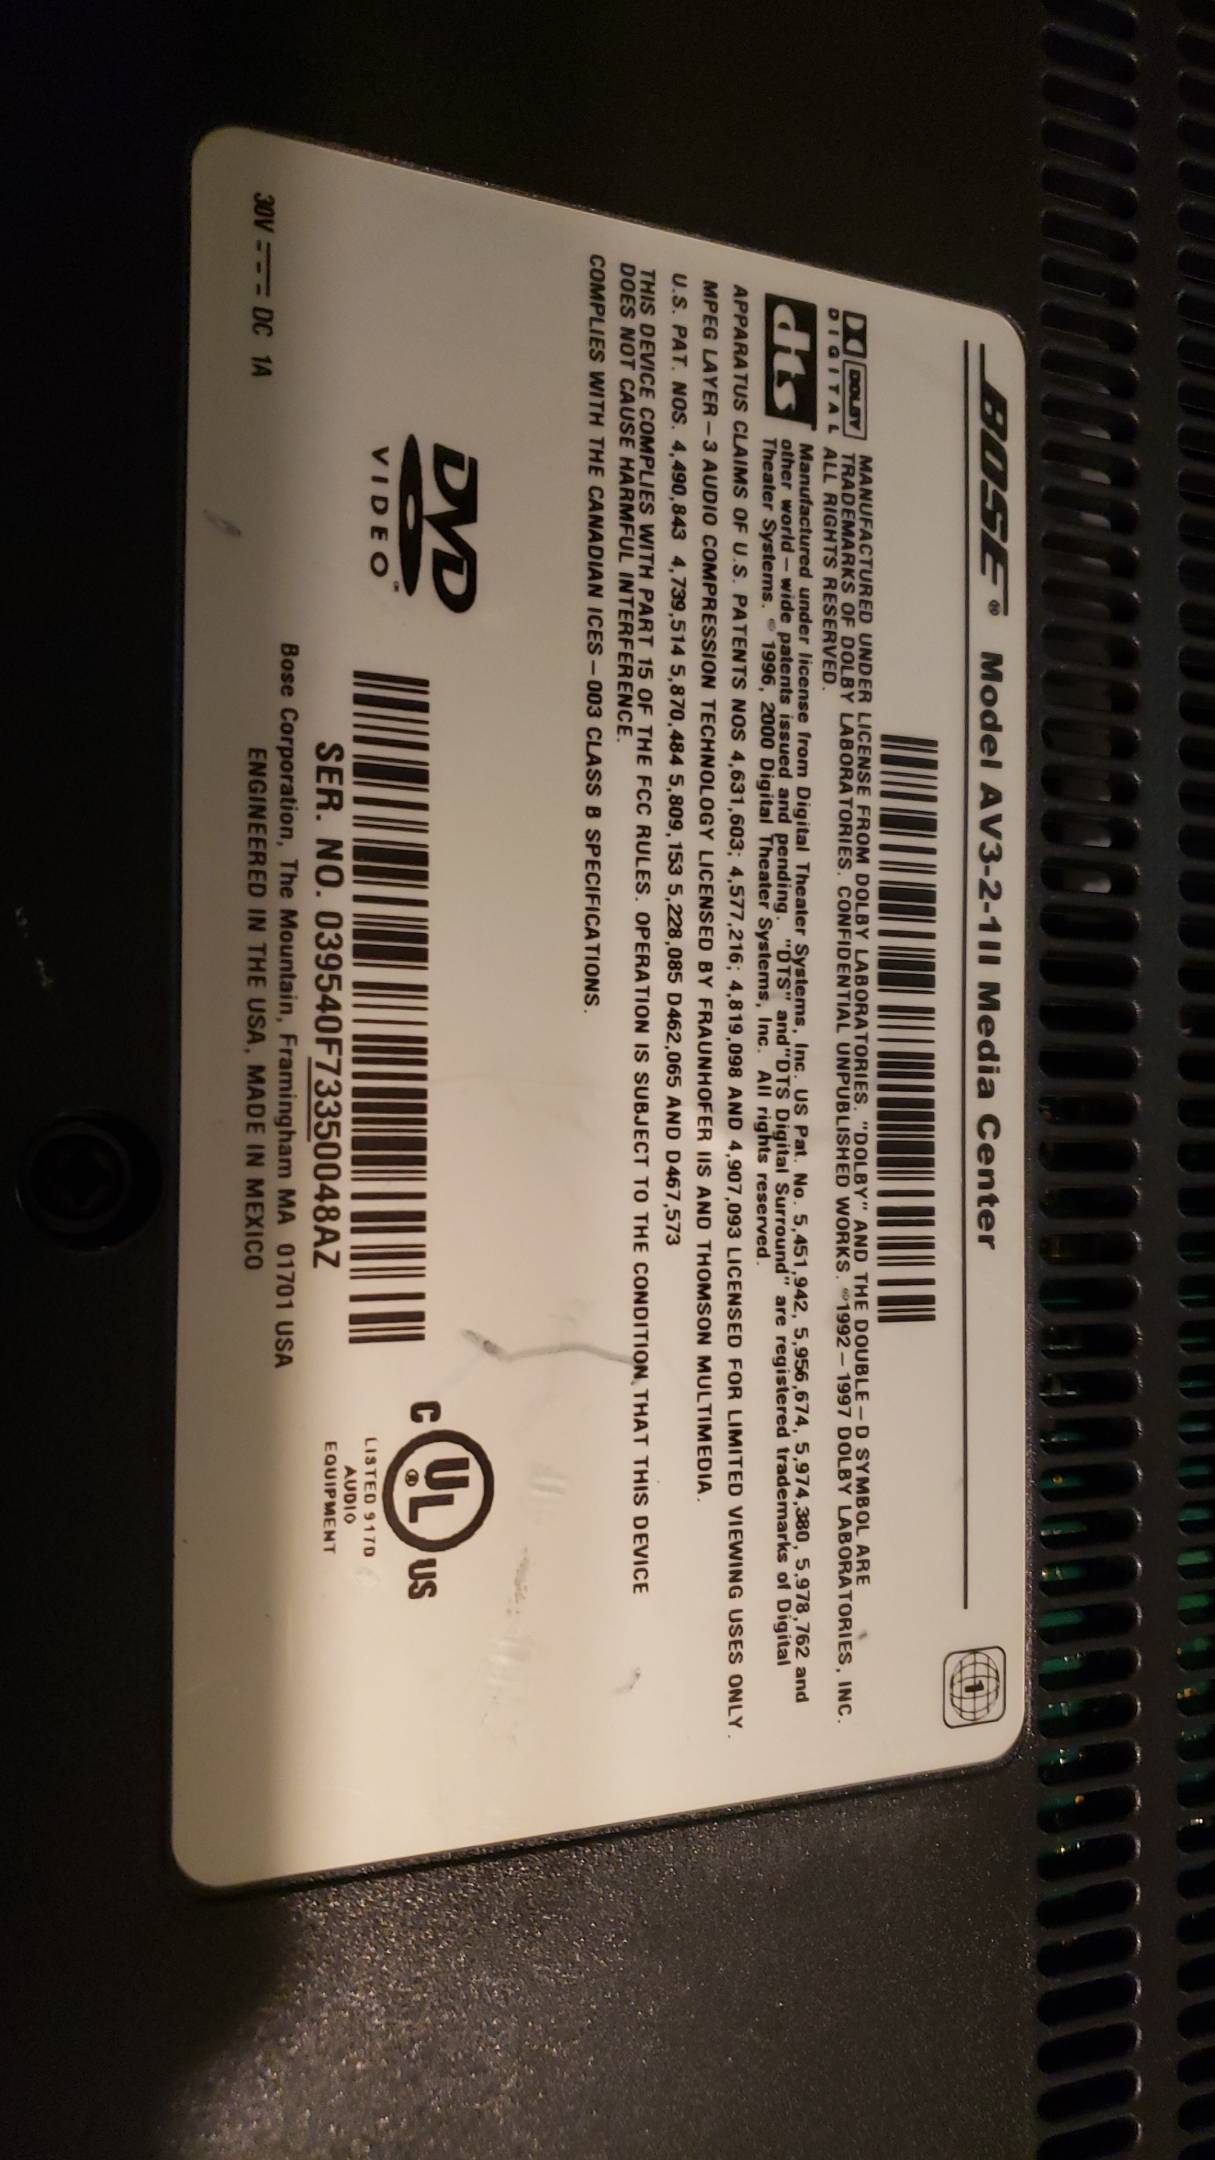 BOSE® Model AV3-2-1II Media Center
1
DOLBY
DIGITAL
MANUFACTURED UNDER LICENSE FROM DOLBY LABORATORIES. "DOLBY" AND THE DOUBLE-D SYMBOL ARE
TRADEMARKS OF DOLBY LABORATORIES. CONFIDENTIAL UNPUBLISHED WORKS. ©1992-1997 DOLBY LABORATORIES, INC.
ALL RIGHTS RESERVED.
dts
Manufactured under license from Digital Theater Systems, Inc. US Pat. No. 5,451,942, 5,956,674, 5,974,380, 5,978,762 and
other world-wide patents issued and pending. "DTS" and "DTS Digital Surround" are registered trademarks of Digital
Theater Systems. © 1996, 2000 Digital Theater Systems, Inc. All rights reserved.
APPARATUS CLAIMS OF U.S. PATENTS NOS 4,631,603; 4,577,216; 4,819,098 AND 4,907,093 LICENSED FOR LIMITED VIEWING USES ONLY.
MPEG LAYER-3 AUDIO COMPRESSION TECHNOLOGY LICENSED BY FRAUNHOFER IIS AND THOMSON MULTIMEDIA.
U.S. PAT. NOS. 4,490,843 4,739,514 5,870,484 5,809,153 5,228,085 D462,065 AND D467,573
THIS DEVICE COMPLIES WITH PART 15 OF THE FCC RULES. OPERATION IS SUBJECT TO THE CONDITION THAT THIS DEVICE
DOES NOT CAUSE HARMFUL INTERFERENCE.
COMPLIES WITH THE CANADIAN ICES-003 CLASS B SPECIFICATIONS.
DVD
VIDEO™
SER. NO. 039540F73350048AZ
Bose Corporation, The Mountain, Framingham MA 01701 USA
ENGINEERED IN THE USA, MADE IN MEXICO
C UL® US
LISTED 917D
AUDIO
EQUIPMENT
30V DC 1A